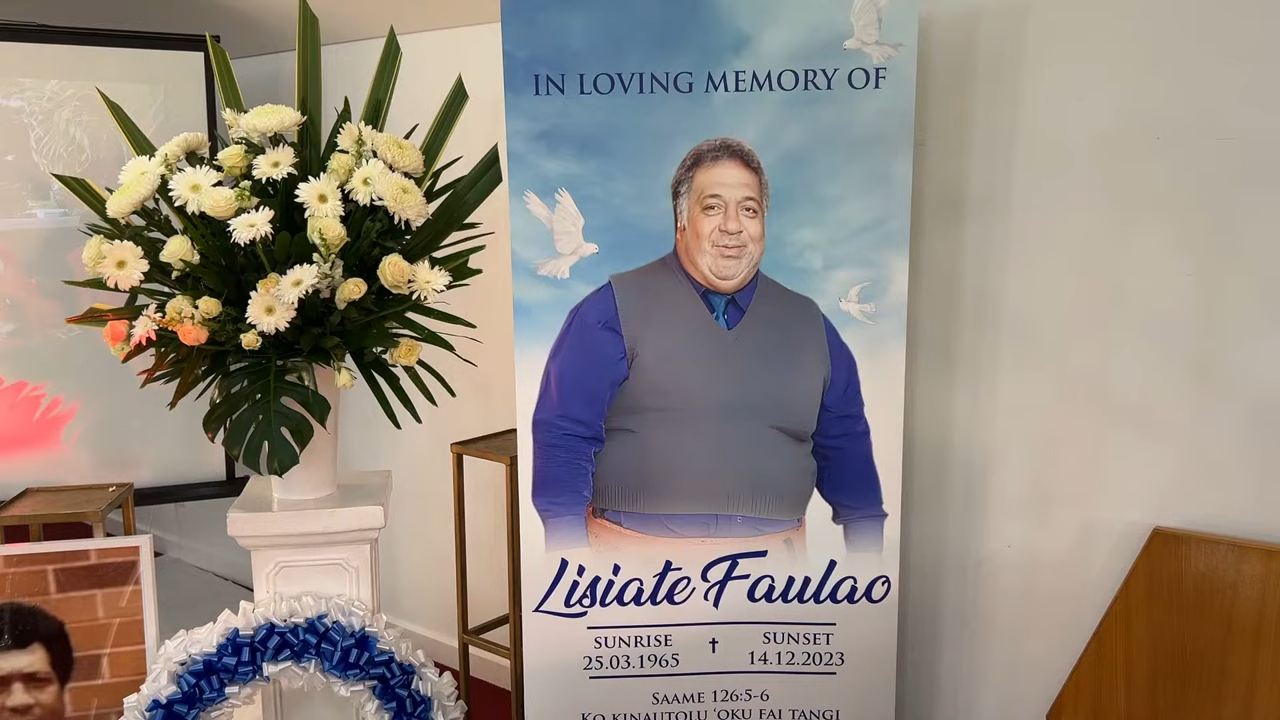 IN LOVING MEMORY OF
Lisiate Faulao
SUNRISE
25.03.1965
SUNSET
14.12.2023
SAAME 126:5-6
KO KINAUTOLU ‘OKU FAI TANGI